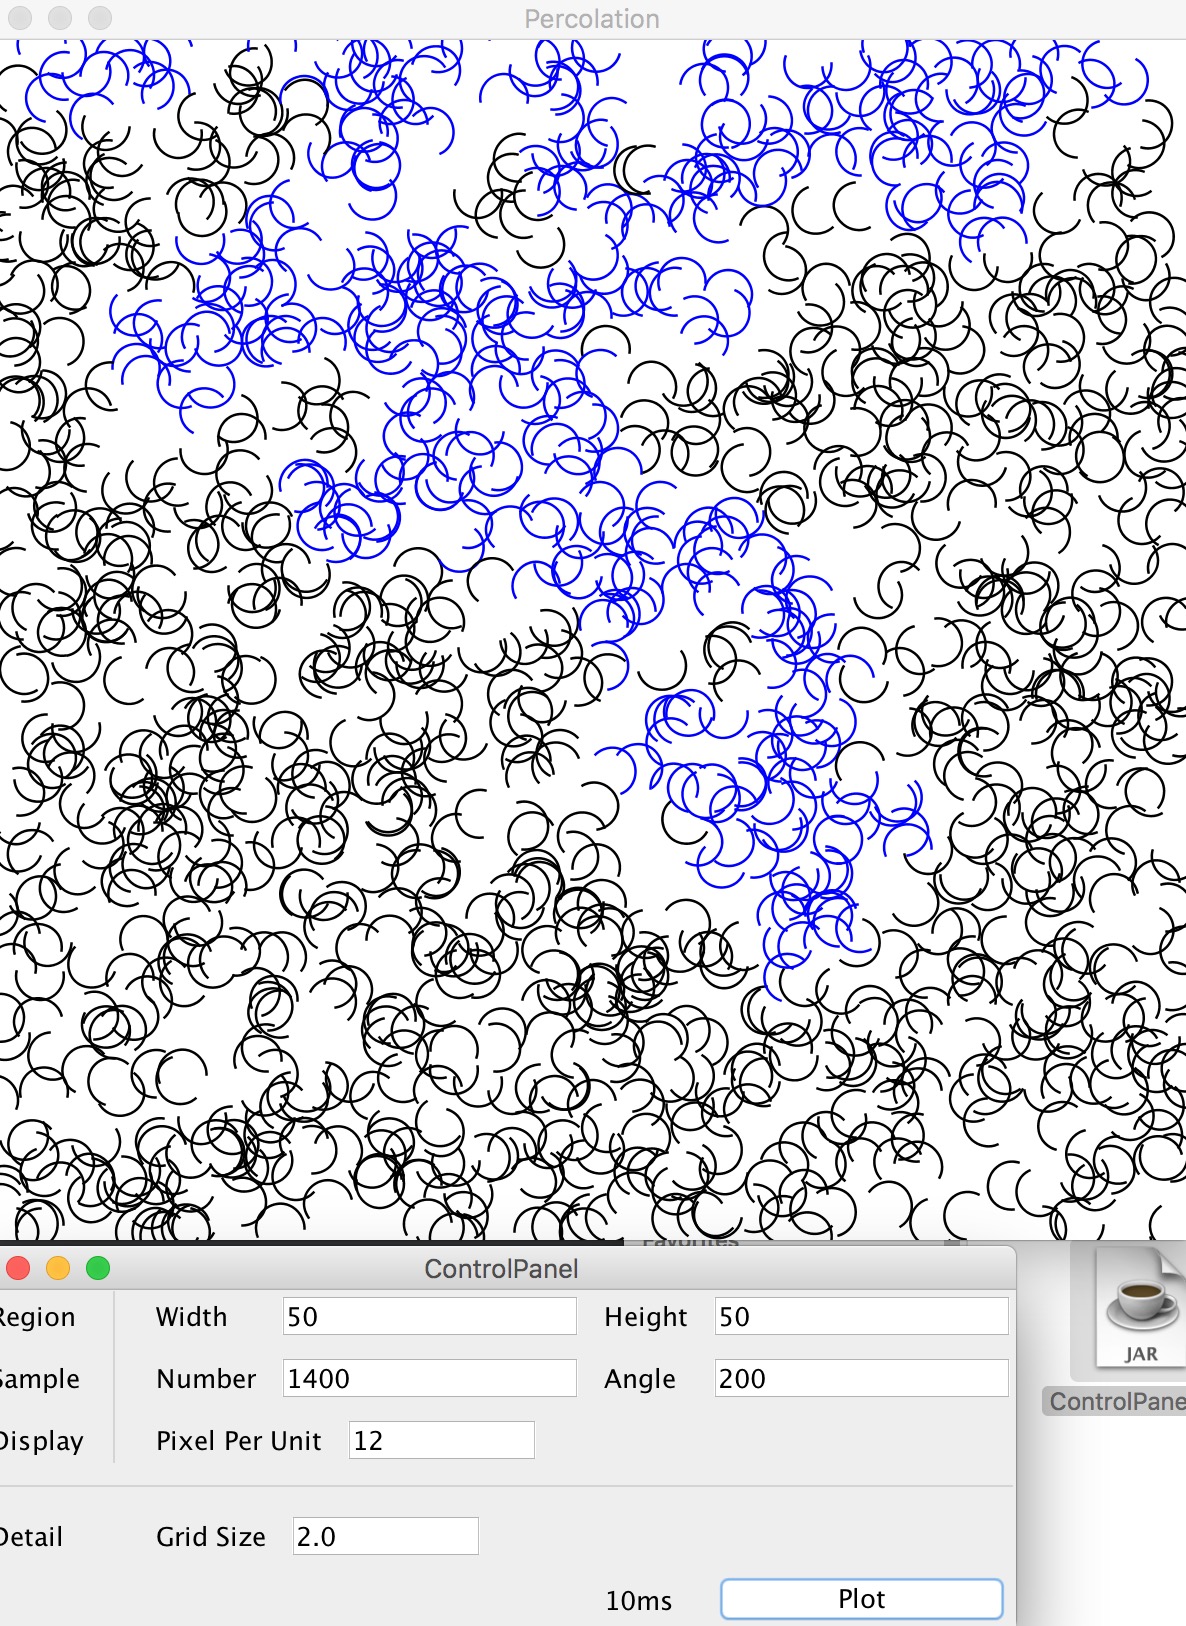 Percolation
Favorites
ControlPanel
Region Width 50 Height 50
Sample Number 1400 Angle 200
Display Pixel Per Unit 12
Detail Grid Size 2.0
10ms Plot
JAR
ControlPane